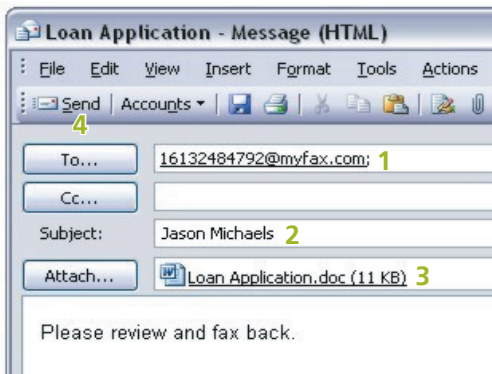 Loan Application - Message (HTML)
File Edit View Insert Format Tools Actions
Send Accounts
4
To... 16132484792@myfax.com; 1
Cc...
Subject: Jason Michaels 2
Attach... Loan Application.doc (11 KB) 3
Please review and fax back.